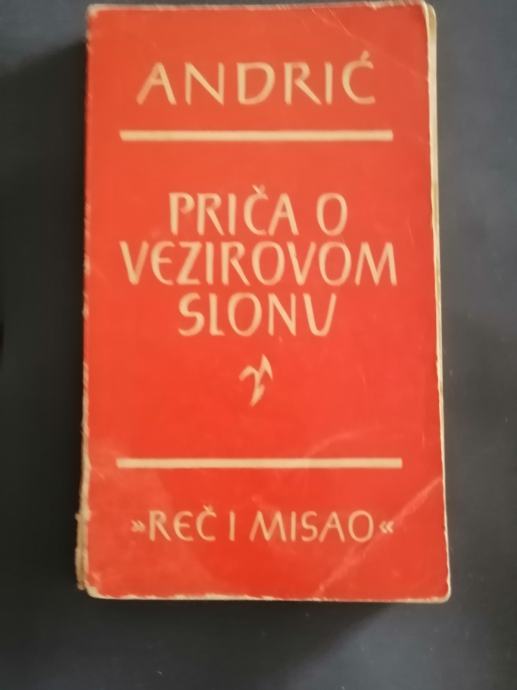 ANDRIĆ
PRIČA O
VEZIROVOM
SLONU
»REČ I MISAO«